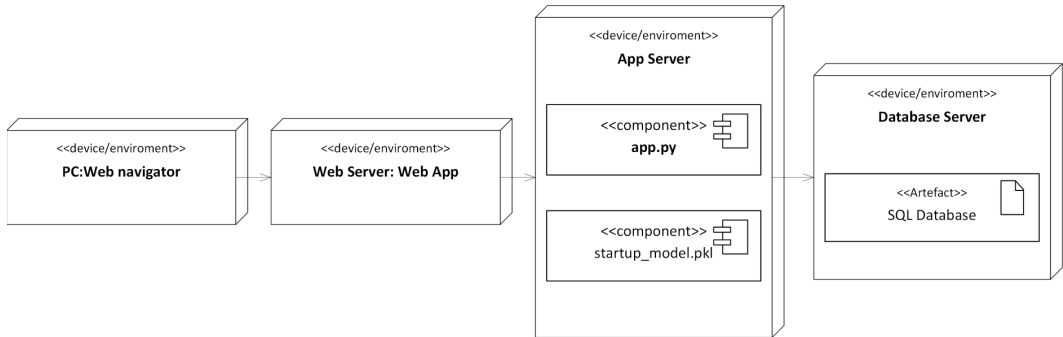 <<device/enviroment>>
PC:Web navigator
<<device/enviroment>>
Web Server: Web App
<<device/enviroment>>
App Server
<<component>>
app.py
<<component>>
startup_model.pkl
<<device/enviroment>>
Database Server
<<Artefact>>
SQL Database